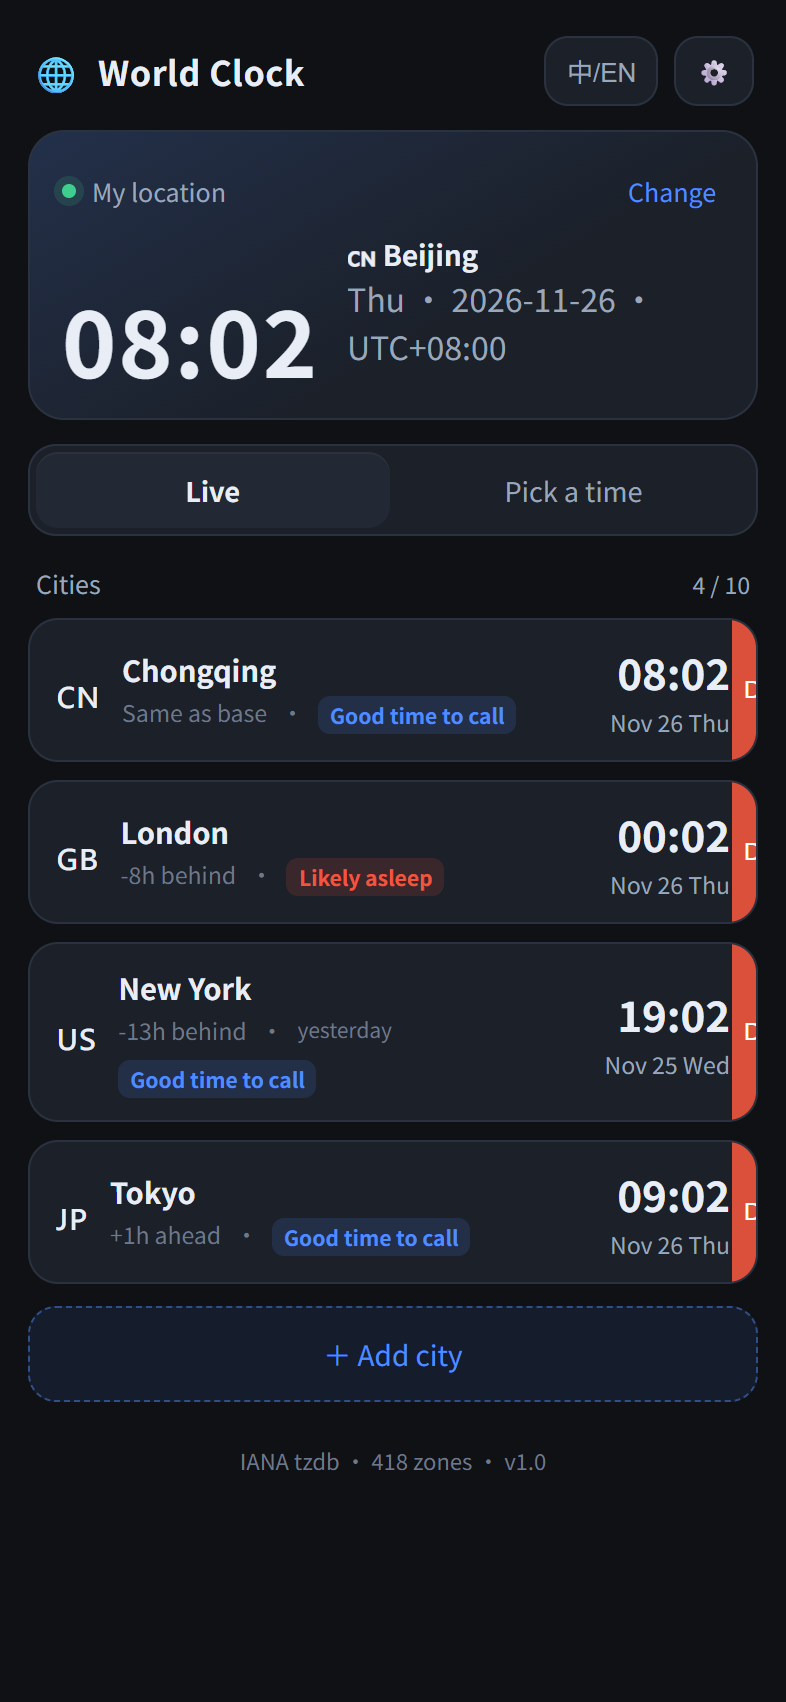 World Clock
中/EN
My location
Change
CN Beijing
Thu • 2026-11-26 •
UTC+08:00
08:02
Live
Pick a time
Cities
4 / 10
CN
Chongqing
Same as base • Good time to call
08:02
Nov 26 Thu
GB
London
-8h behind • Likely asleep
00:02
Nov 26 Thu
US
New York
-13h behind • yesterday
Good time to call
19:02
Nov 25 Wed
JP
Tokyo
+1h ahead • Good time to call
09:02
Nov 26 Thu
+ Add city
IANA tzdb • 418 zones • v1.0